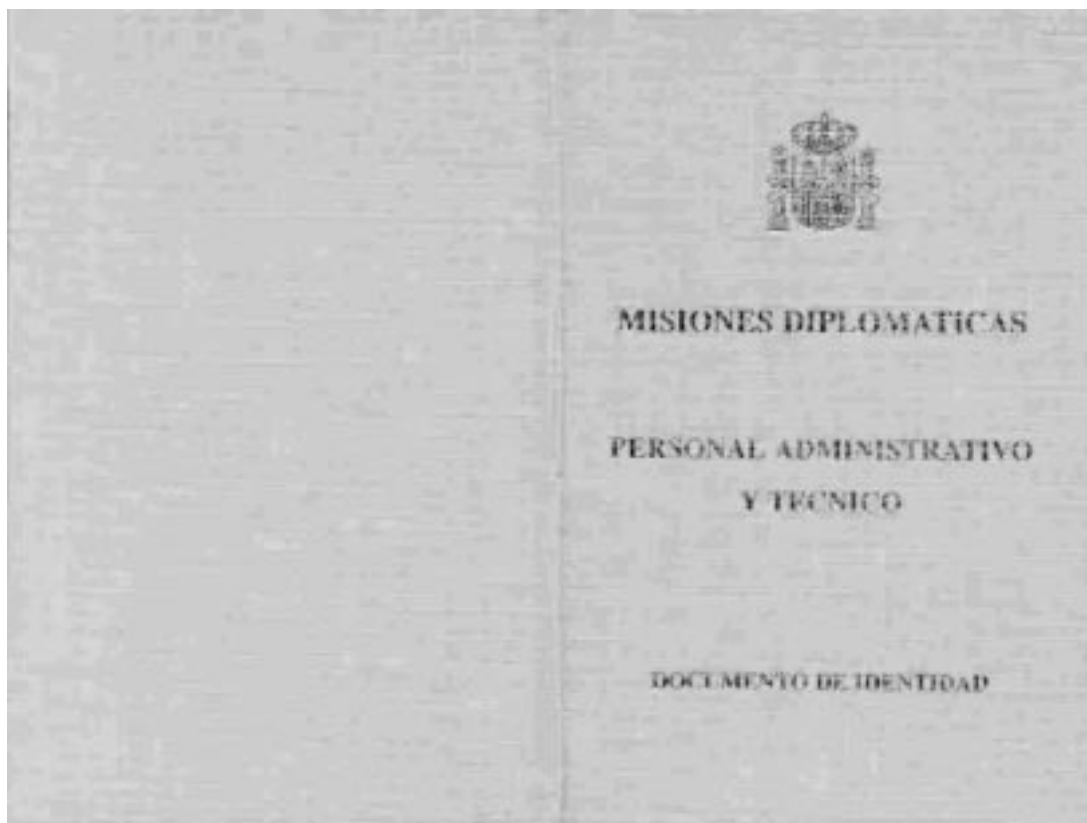 MISIONES DIPLOMATICAS
PERSONAL ADMINISTRATIVO
Y TECNICO
DOCUMENTO DE IDENTIDAD